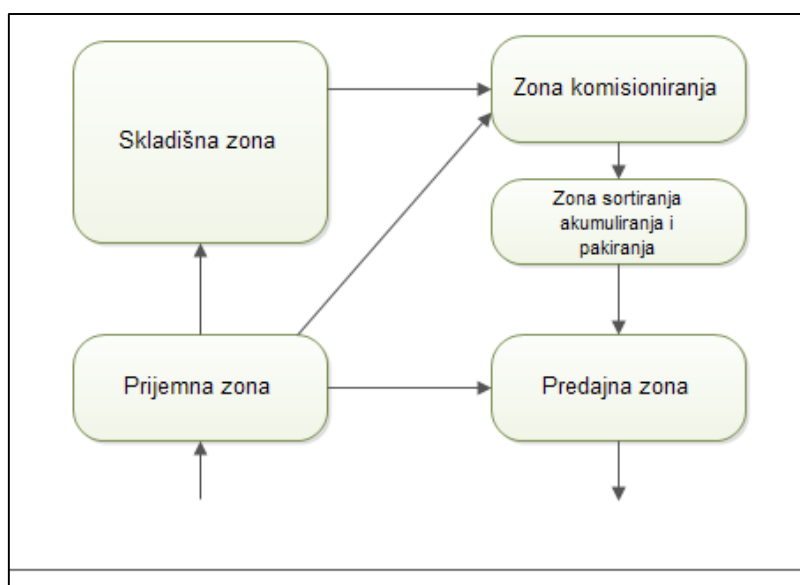 Skladišna zona
Zona komisioniranja
Zona sortiranja
akumuliranja i
pakiranja
Prijemna zona
Predajna zona